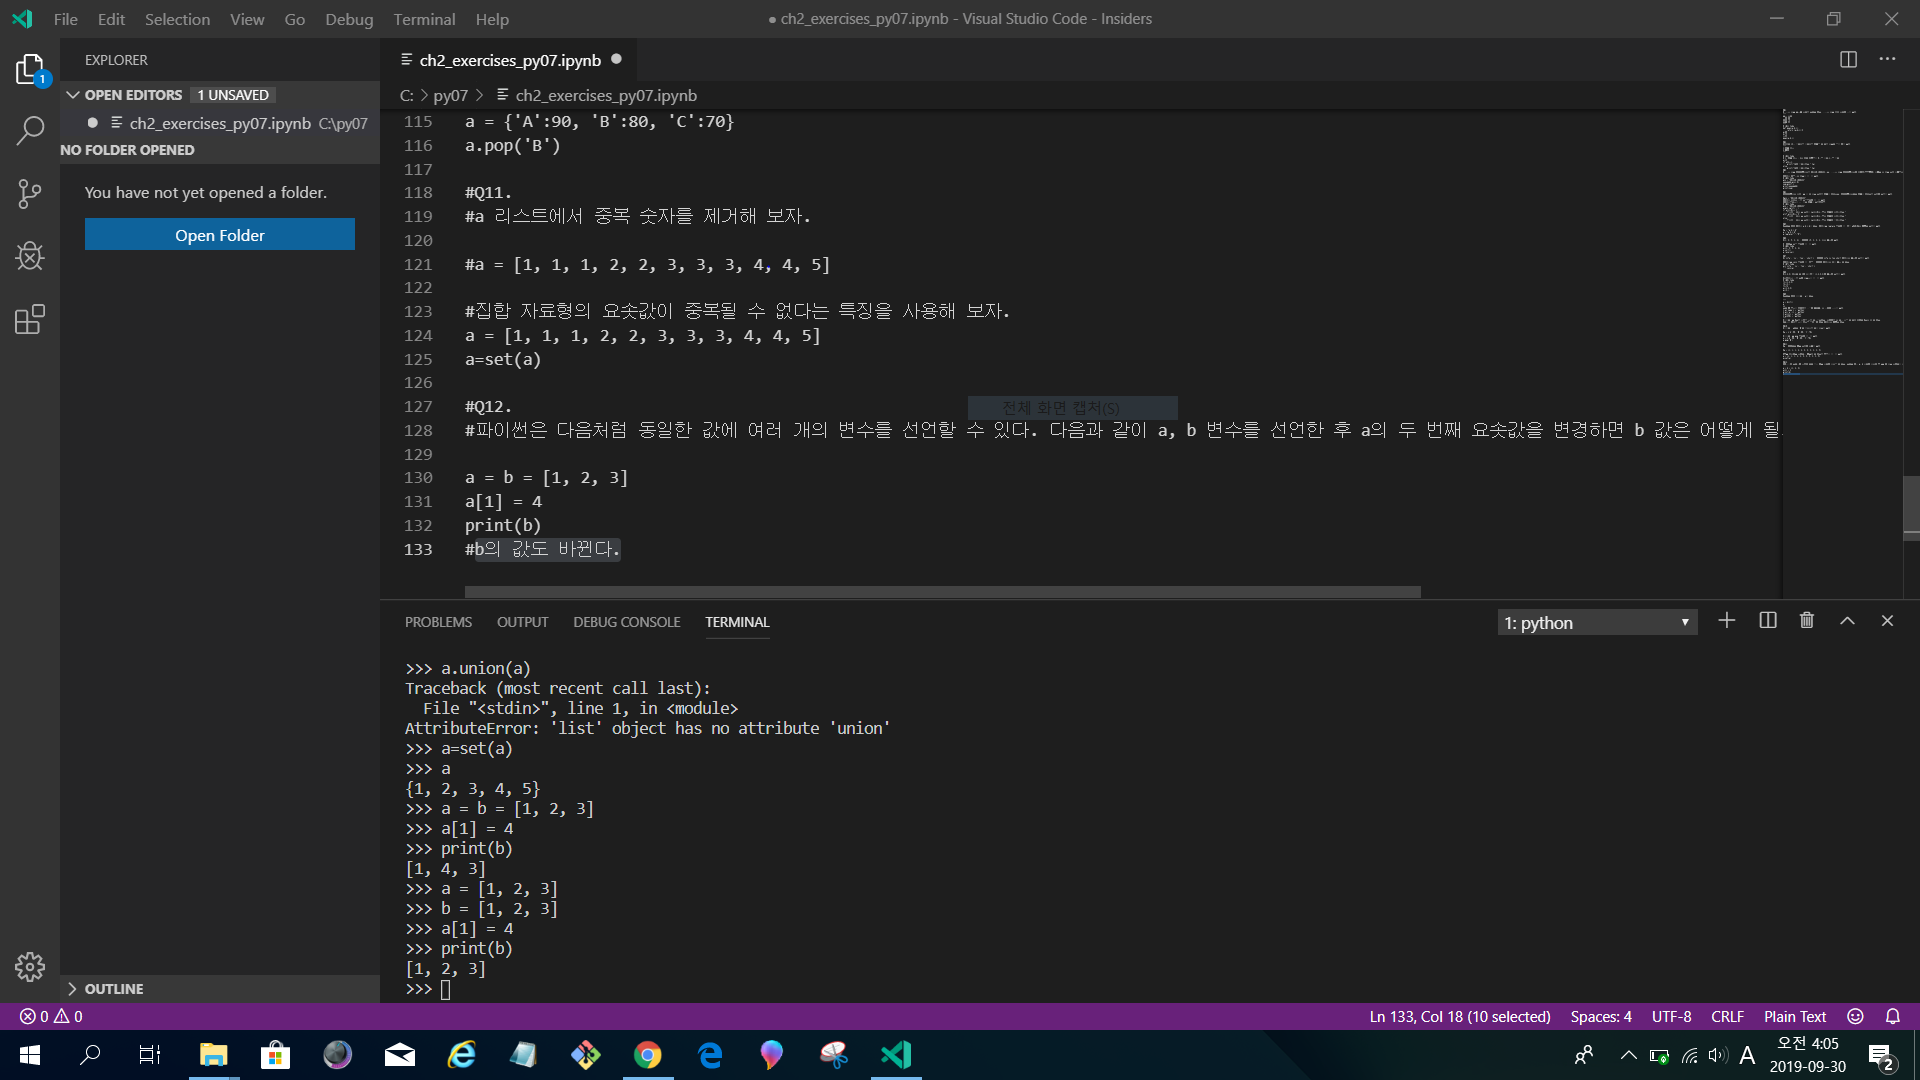 File Edit Selection View Go Debug Terminal Help
● ch2_exercises_py07.ipynb - Visual Studio Code - Insiders
EXPLORER
OPEN EDITORS 1 UNSAVED
ch2_exercises_py07.ipynb C:\py07
NO FOLDER OPENED
You have not yet opened a folder.
Open Folder
OUTLINE
1
ch2_exercises_py07.ipynb
C: > py07 > ch2_exercises_py07.ipynb
115 a = {'A':90, 'B':80, 'C':70}
116 a.pop('B')
117
118 #Q11.
119 #a 리스트에서 중복 숫자를 제거해 보자.
120
121 #a = [1, 1, 1, 2, 2, 3, 3, 3, 4, 4, 5]
122
123 #집합 자료형의 요솟값이 중복될 수 없다는 특징을 사용해 보자.
124 a = [1, 1, 1, 2, 2, 3, 3, 3, 4, 4, 5]
125 a=set(a)
126
127 #Q12.
전체 화면 캡처(S)
128 #파이썬은 다음처럼 동일한 값에 여러 개의 변수를 선언할 수 있다. 다음과 같이 a, b 변수를 선언한 후 a의 두 번째 요솟값을 변경하면 b 값은 어떻게 될
129
130 a = b = [1, 2, 3]
131 a[1] = 4
132 print(b)
133 #b의 값도 바뀐다.
PROBLEMS OUTPUT DEBUG CONSOLE TERMINAL
1: python
>>> a.union(a)
Traceback (most recent call last):
File "<stdin>", line 1, in <module>
AttributeError: 'list' object has no attribute 'union'
>>> a=set(a)
>>> a
{1, 2, 3, 4, 5}
>>> a = b = [1, 2, 3]
>>> a[1] = 4
>>> print(b)
[1, 4, 3]
>>> a = [1, 2, 3]
>>> b = [1, 2, 3]
>>> a[1] = 4
>>> print(b)
[1, 2, 3]
>>>
0 0
Ln 133, Col 18 (10 selected) Spaces: 4 UTF-8 CRLF Plain Text
A
오전 4:05
2019-09-30
2